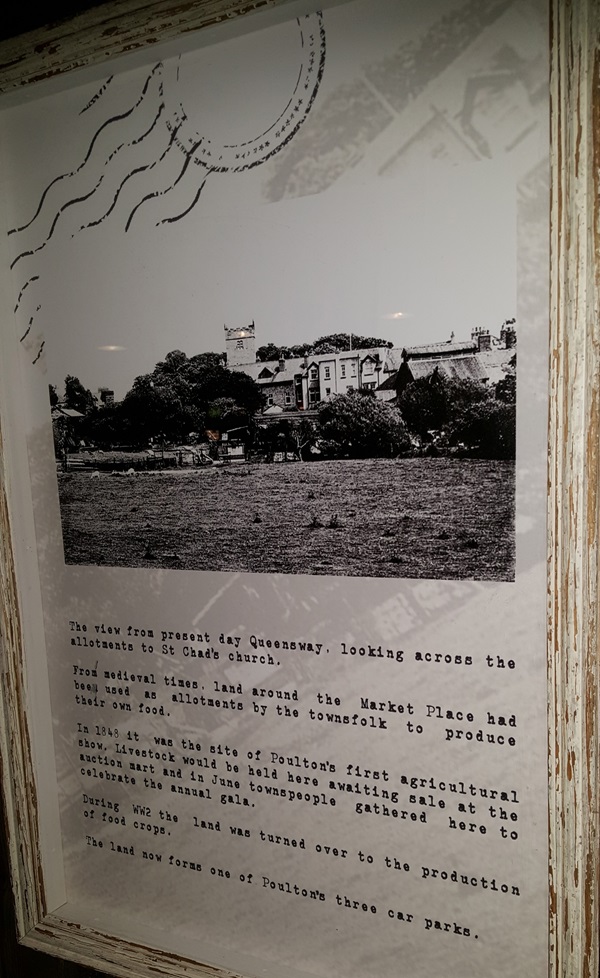 The view from present day Queensway, looking across the
allotments to St Chad's church.
From medieval times, land around the Market Place had
been used as allotments by the townsfolk to produce
their own food.
In 1848 it was the site of Poulton's first agricultural
show. Livestock would be held here awaiting sale at the
auction mart and in June townspeople gathered here to
celebrate the annual gala.
During WW2 the land was turned over to the production
of food crops.
The land now forms one of Poulton's three car parks.